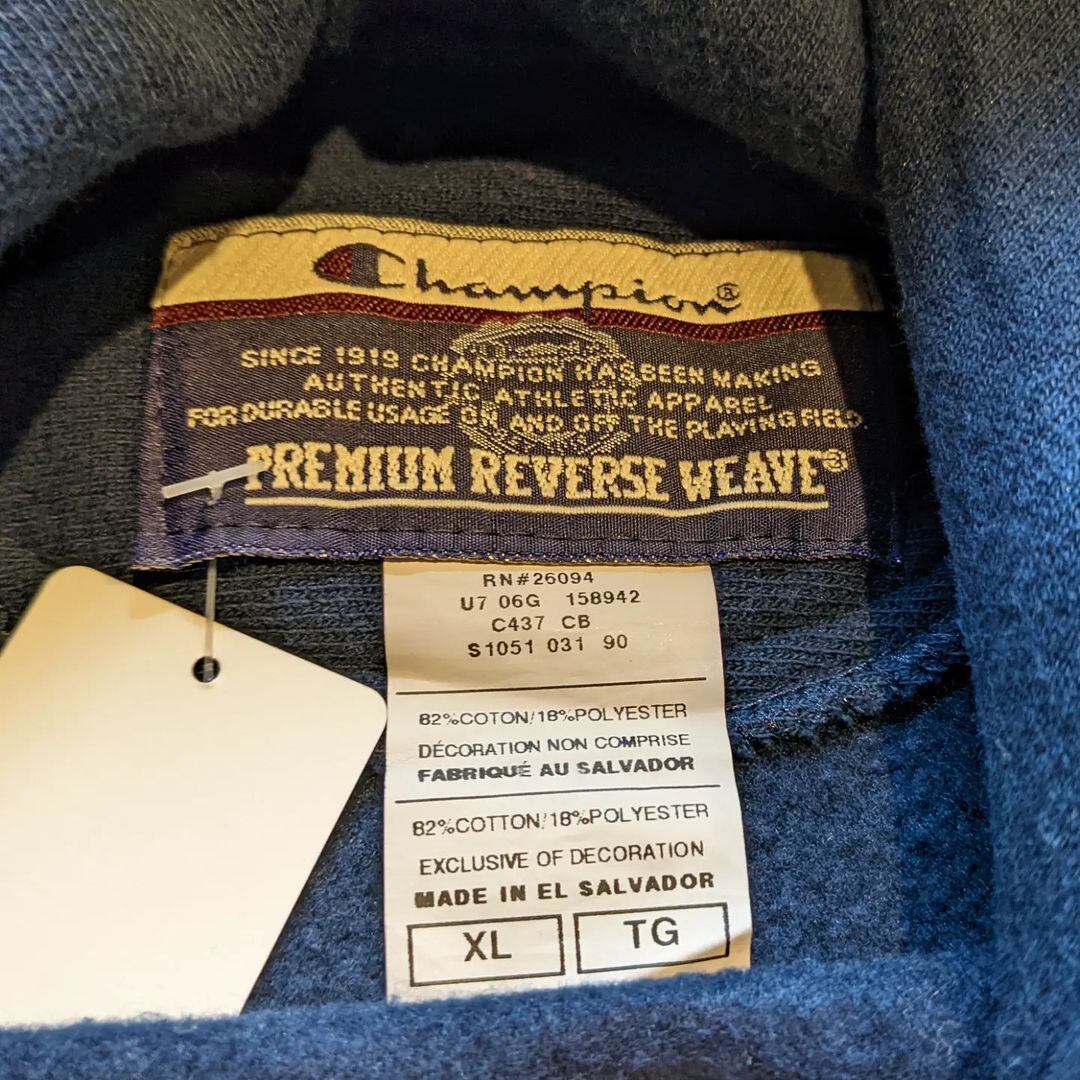 Champion®
SINCE 1919 CHAMPION HAS BEEN MAKING
AUTHENTIC ATHLETIC APPAREL
FOR DURABLE USAGE ON AND OFF THE PLAYING FIELD.
PREMIUM REVERSE WEAVE®
RN#26094
U7 06G 158942
C437 CB
S1051 031 90
82%COTON/18%POLYESTER
DÉCORATION NON COMPRISE
FABRIQUÉ AU SALVADOR
82%COTTON/18%POLYESTER
EXCLUSIVE OF DECORATION
MADE IN EL SALVADOR
XL TG